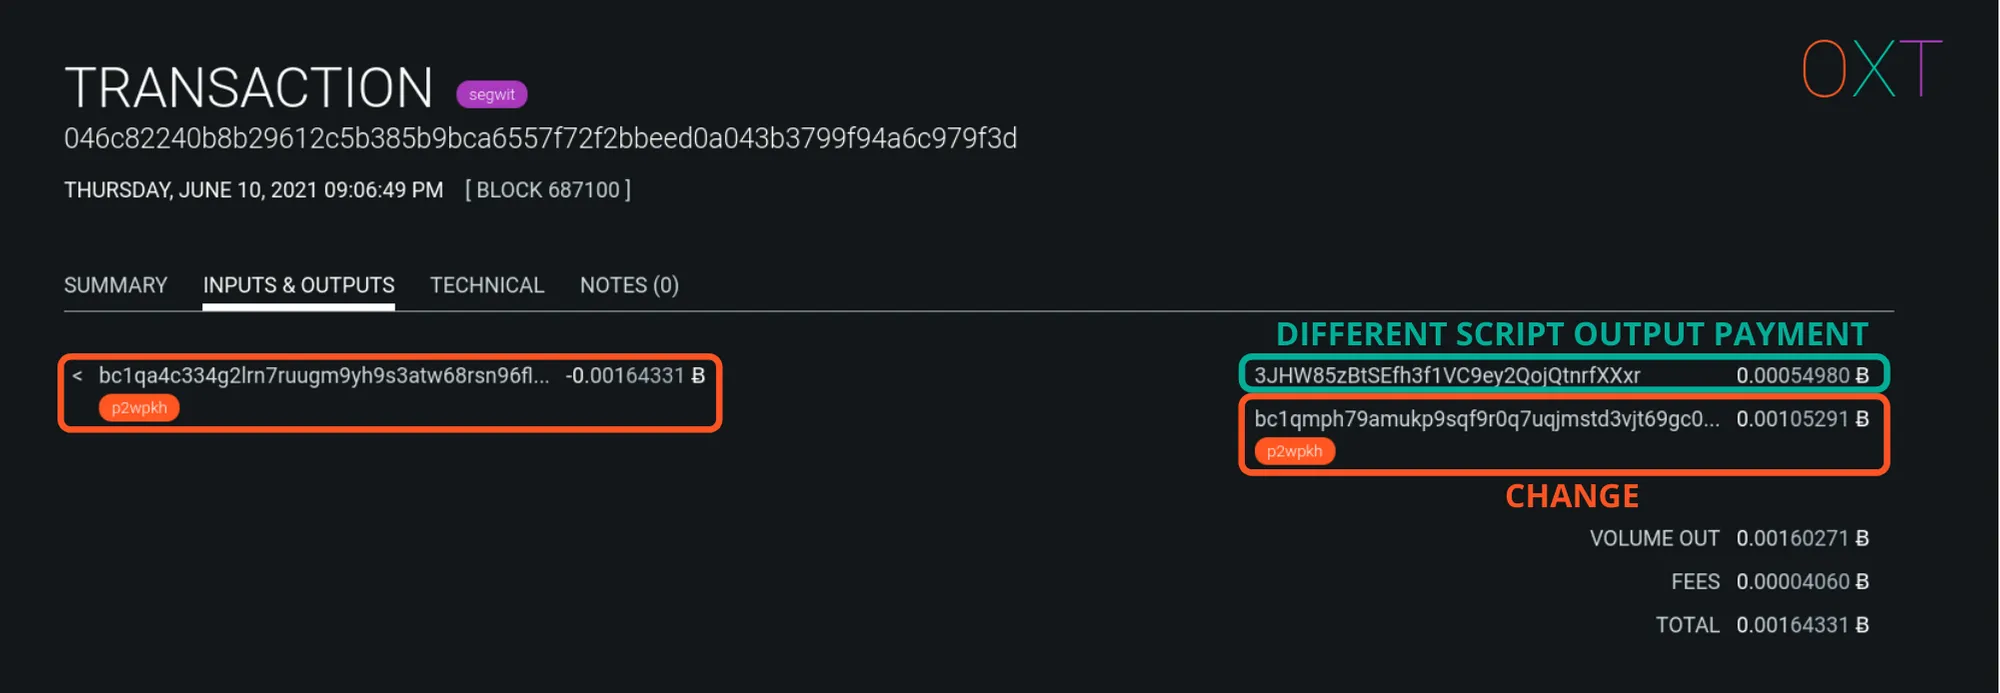 OXT
TRANSACTION segwit
046c82240b8b29612c5b385b9bca6557f72f2bbeed0a043b3799f94a6c979f3d
THURSDAY, JUNE 10, 2021 09:06:49 PM [ BLOCK 687100 ]
SUMMARY INPUTS & OUTPUTS TECHNICAL NOTES (0)
DIFFERENT SCRIPT OUTPUT PAYMENT
< bc1qa4c334g2lrn7ruugm9yh9s3atw68rsn96fl... -0.00164331 Ƀ
p2wpkh
3JHW85zBtSEfh3f1VC9ey2QojQtnrfXXxr 0.00054980 Ƀ
bc1qmph79amukp9sqf9r0q7uqjmstd3vjt69gc0... 0.00105291 Ƀ
p2wpkh
CHANGE
VOLUME OUT 0.00160271 Ƀ
FEES 0.00004060 Ƀ
TOTAL 0.00164331 Ƀ